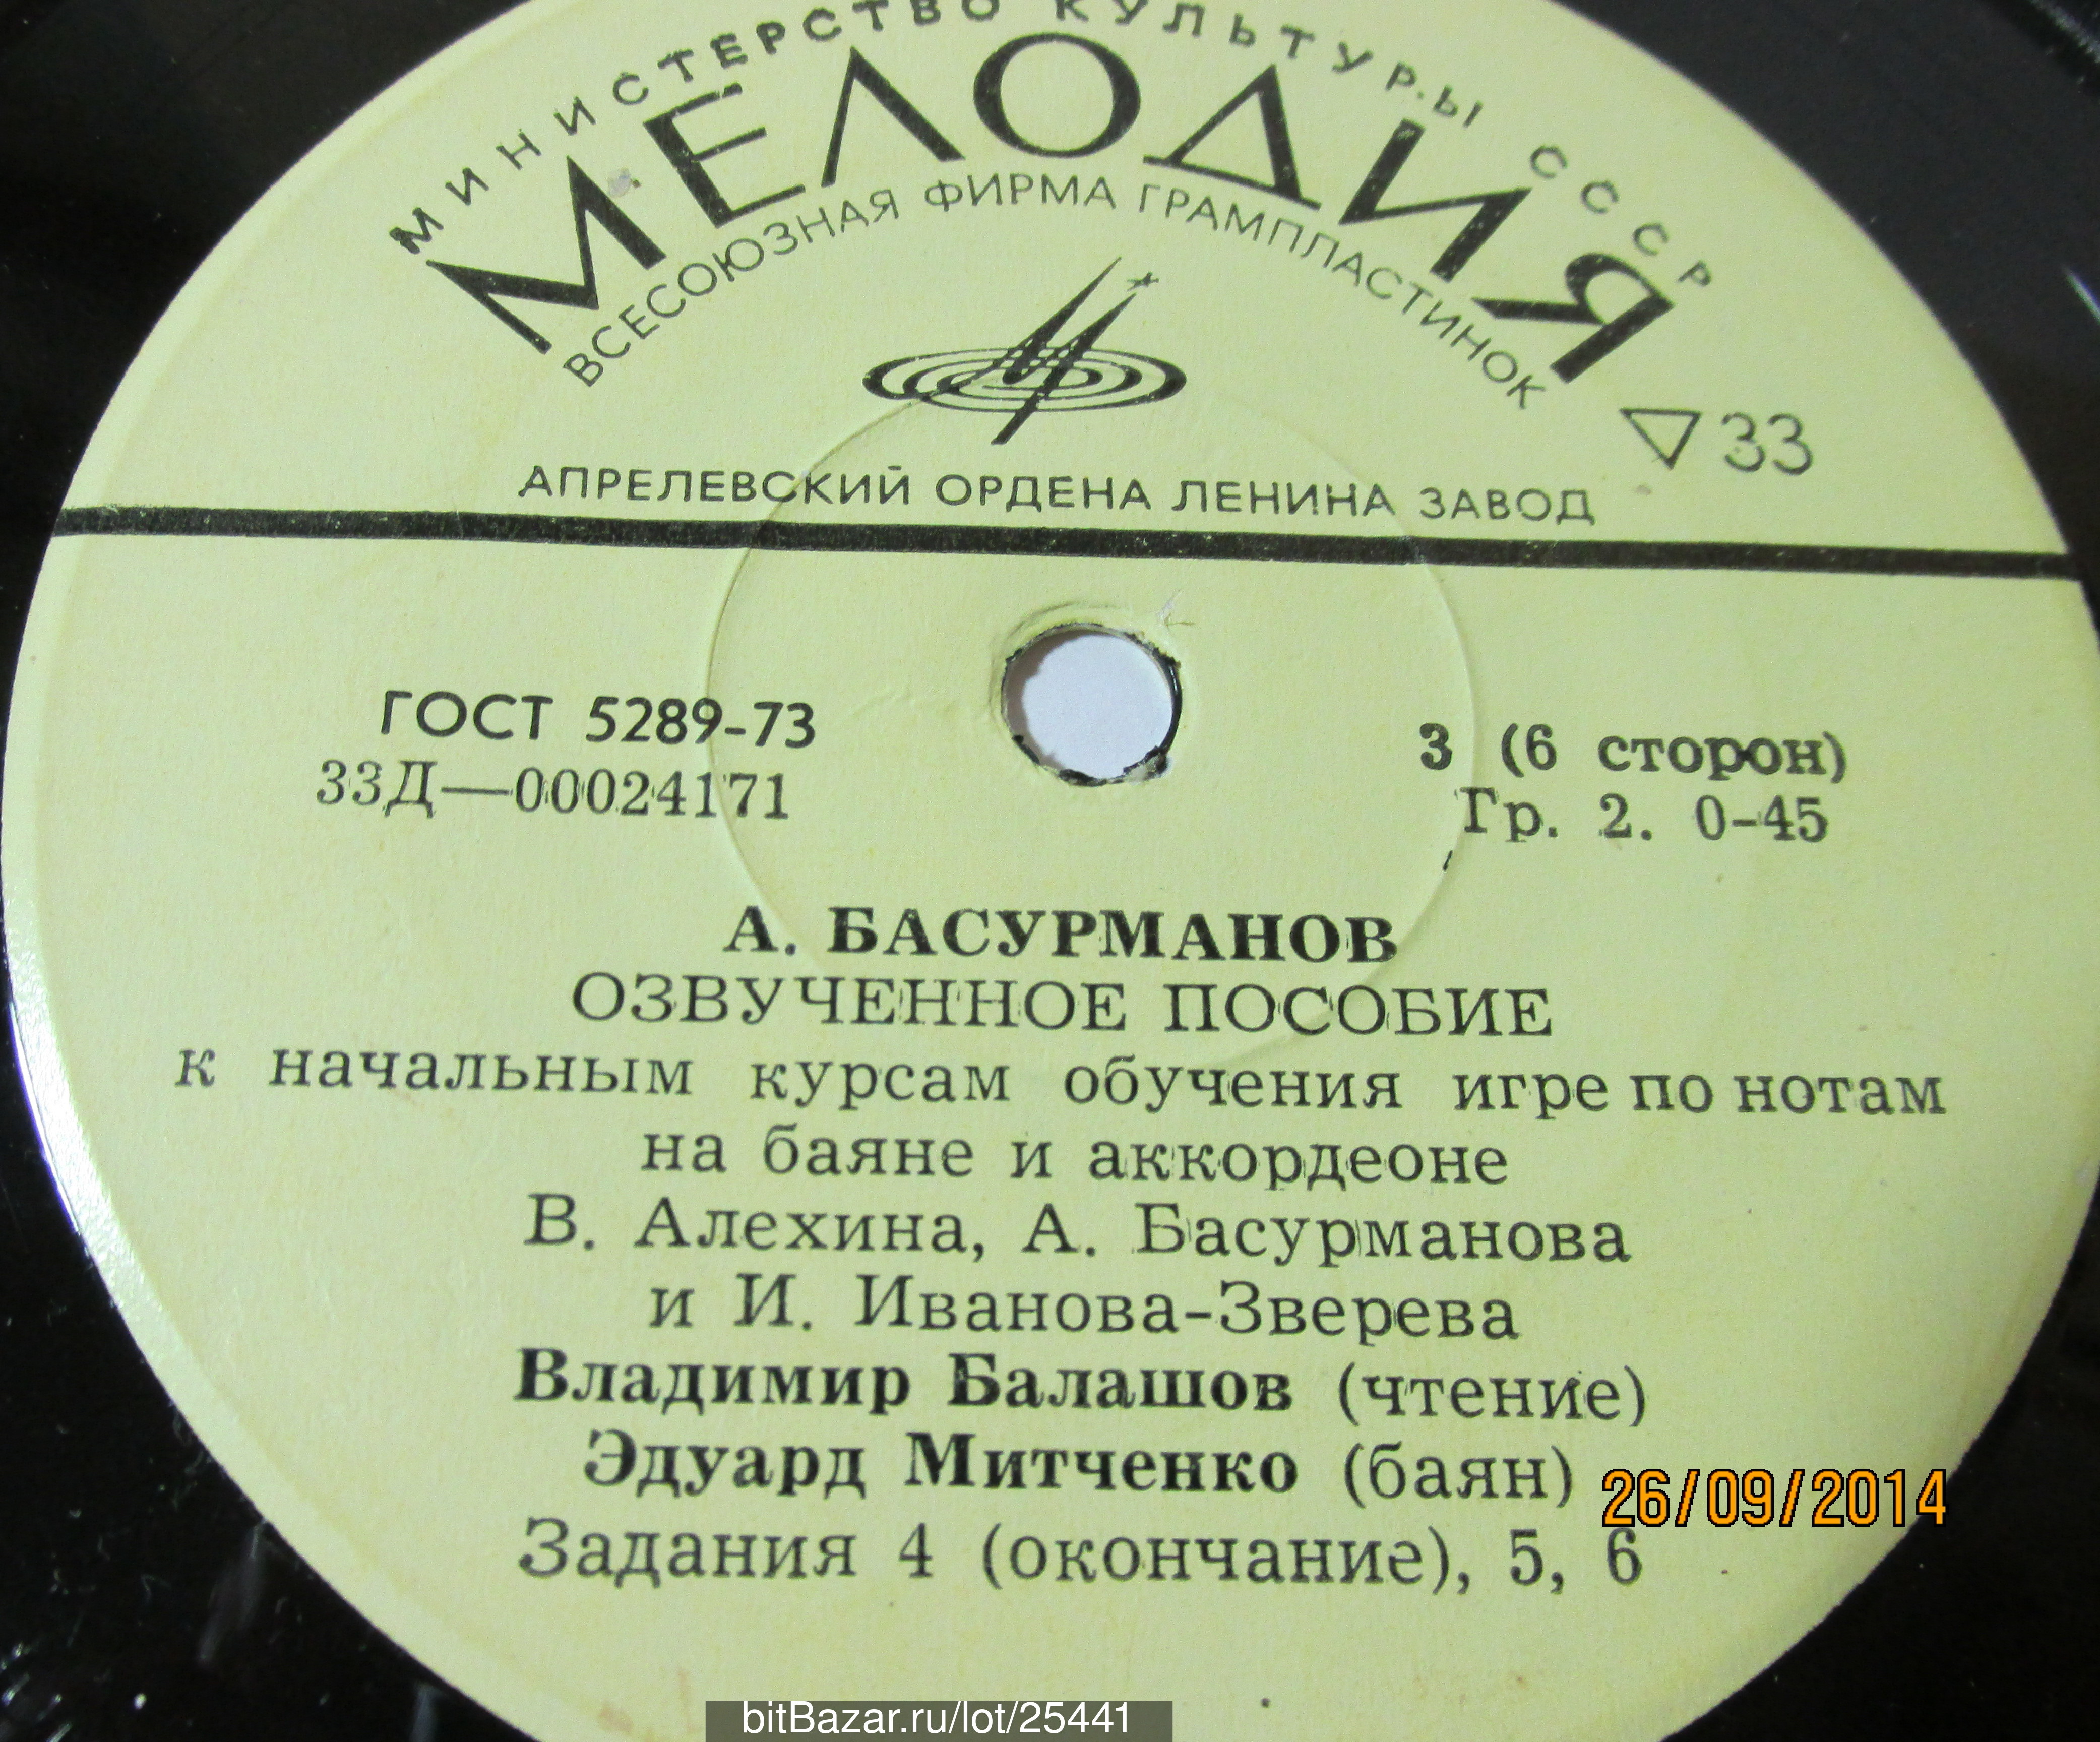 МИНИСТЕРСТВО КУЛЬТУРЫ СССР
МЕЛОДИЯ
ВСЕСОЮЗНАЯ ФИРМА ГРАМПЛАСТИНОК
33
АПРЕЛЕВСКИЙ ОРДЕНА ЛЕНИНА ЗАВОД
ГОСТ 5289-73
33Д—00024171
3 (6 сторон)
Гр. 2. 0-45
А. БАСУРМАНОВ
ОЗВУЧЕННОЕ ПОСОБИЕ
к начальным курсам обучения игре по нотам
на баяне и аккордеоне
В. Алехина, А. Басурманова
и И. Иванова-Зверева
Владимир Балашов (чтение)
Эдуард Митченко (баян)
26/09/2014
Задания 4 (окончание), 5, 6
bitBazar.ru/lot/25441